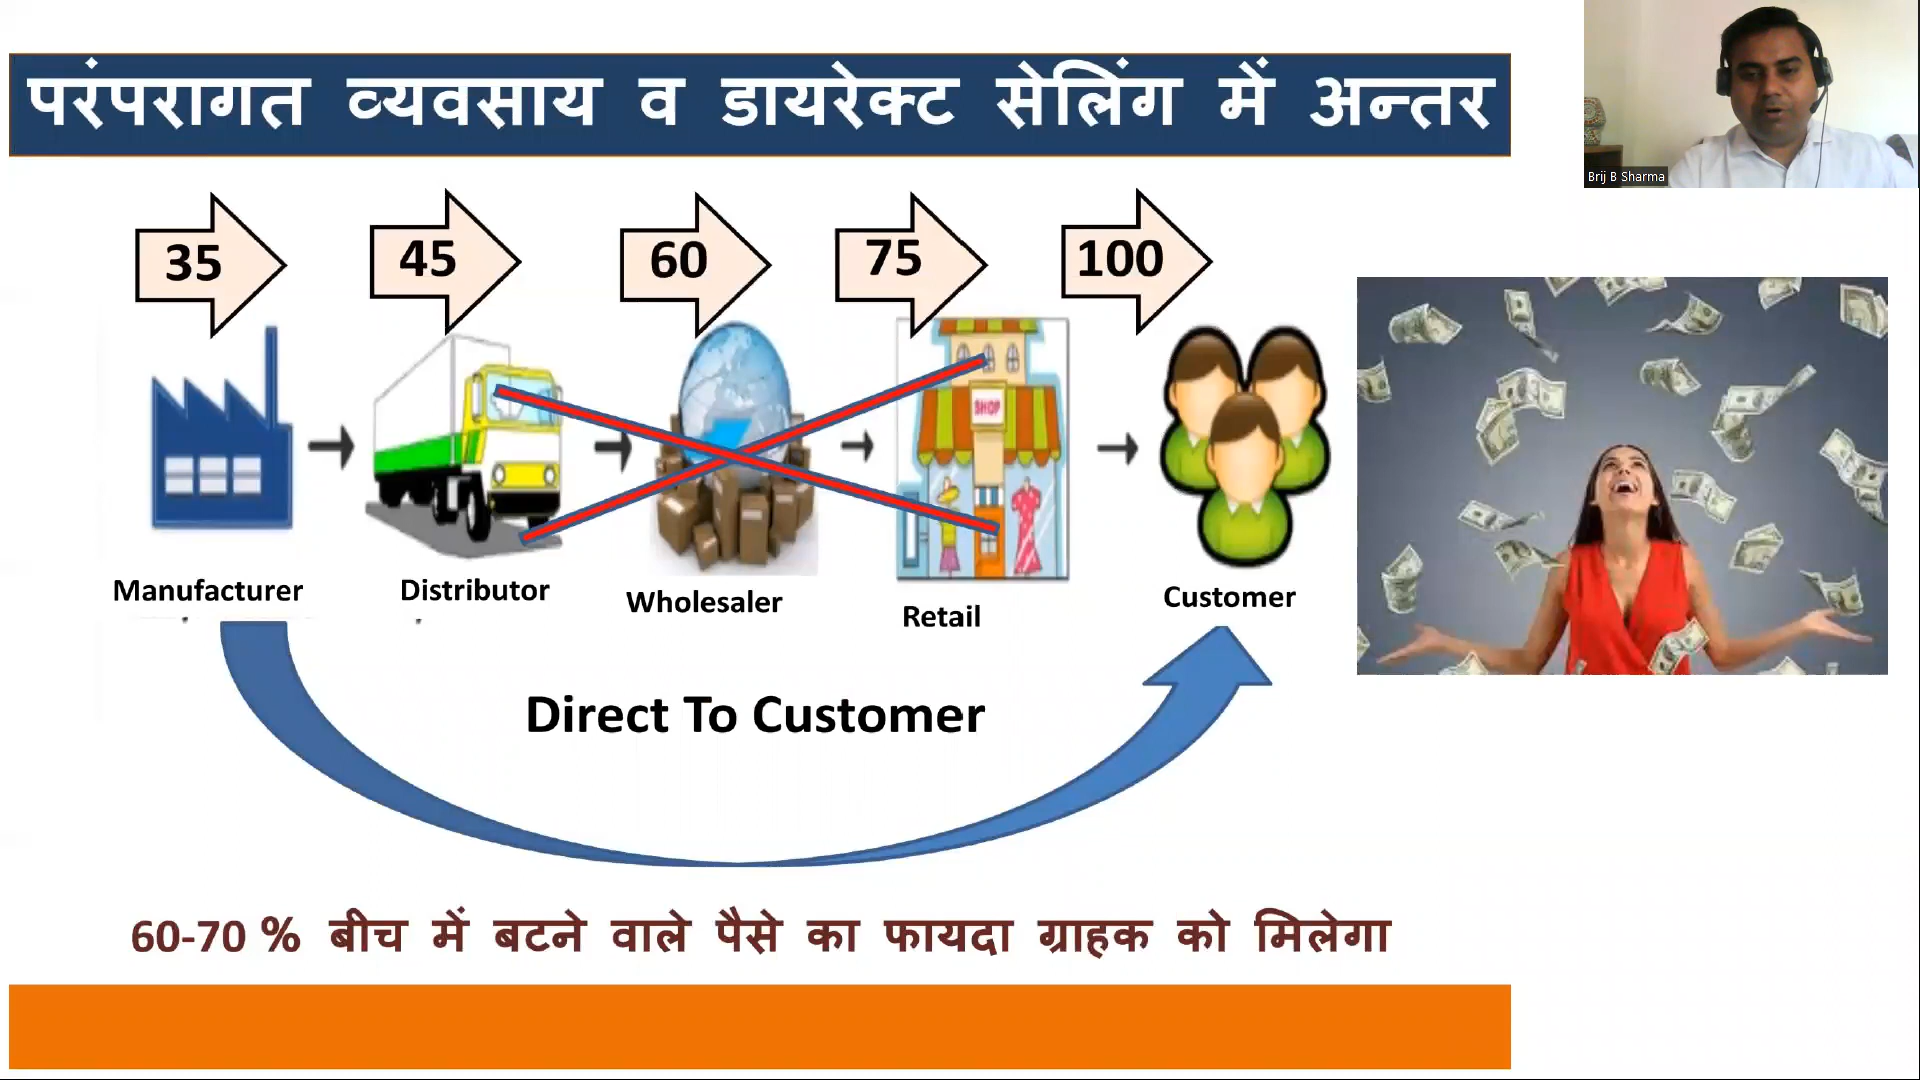 परंपरागत व्यवसाय व डायरेक्ट सेलिंग में अन्तर
Brij B Sharma
35 45 60 75 100
SHOP
Manufacturer Distributor Wholesaler Retail Customer
Direct To Customer
60-70 % बीच में बटने वाले पैसे का फायदा ग्राहक को मिलेगा